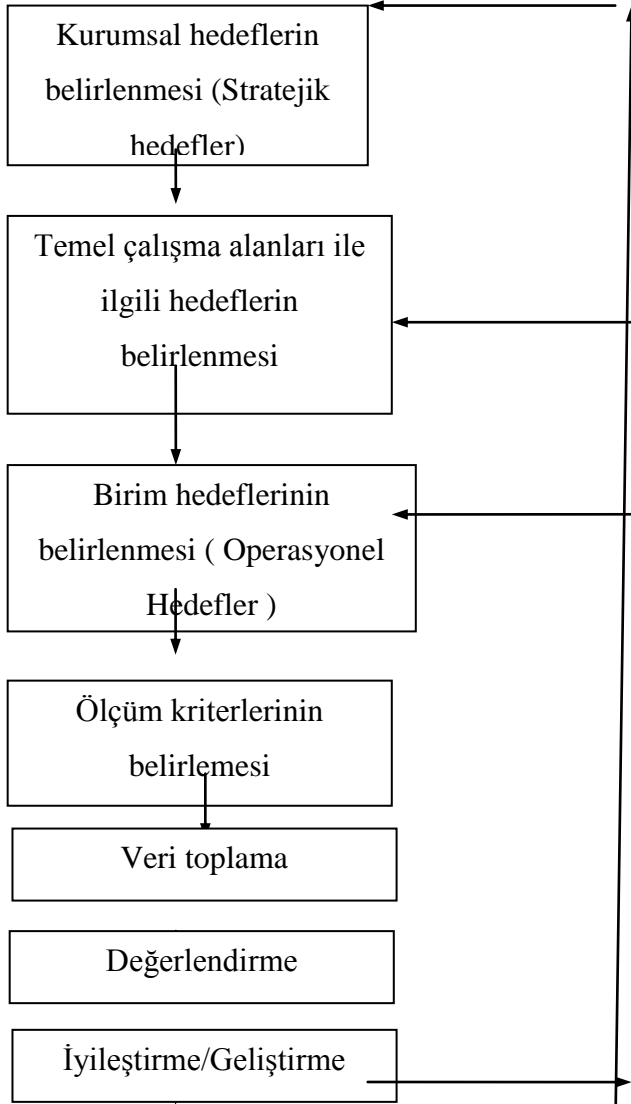 Kurumsal hedeflerin
belirlenmesi (Stratejik
hedefler)
Temel çalışma alanları ile
ilgili hedeflerin
belirlenmesi
Birim hedeflerinin
belirlenmesi ( Operasyonel
Hedefler )
Ölçüm kriterlerinin
belirlemesi
Veri toplama
Değerlendirme
İyileştirme/Geliştirme